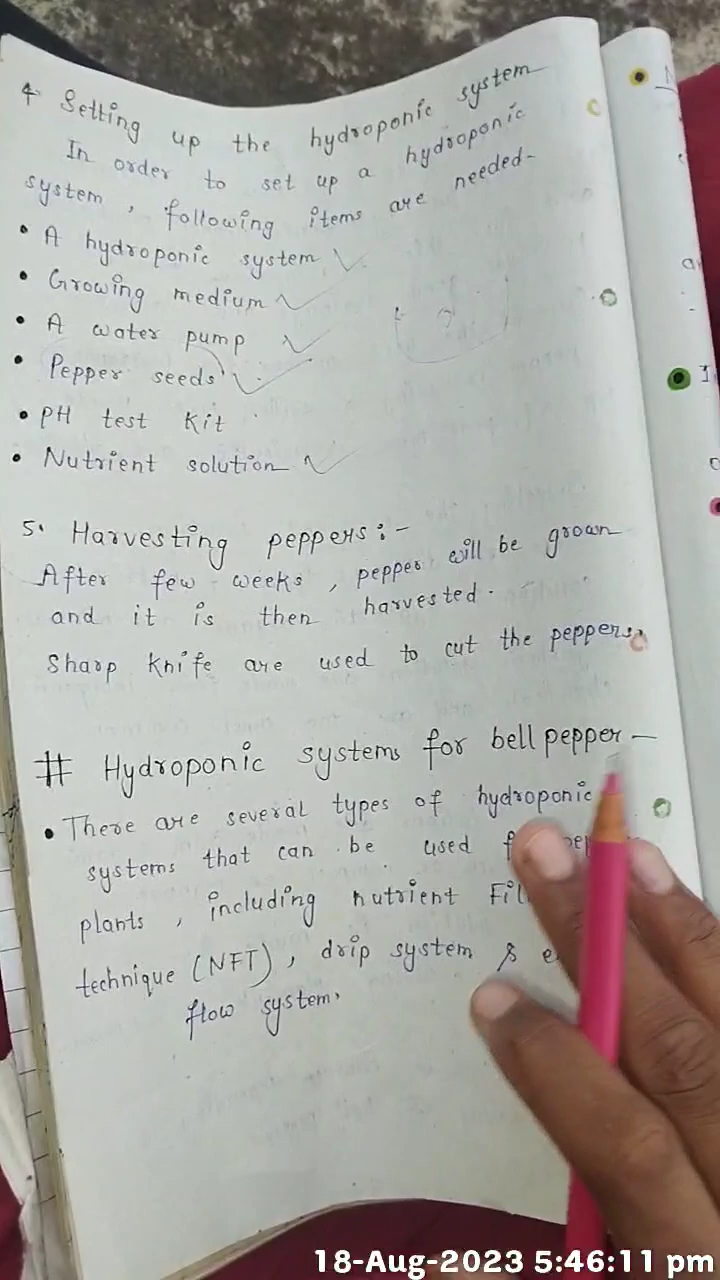 4 Setting up the hydroponic system
In order to set up a hydroponic
system, following items are needed-
• A hydroponic system
• Growing medium
• A water pump
• Pepper seeds
• PH test Kit
• Nutrient solution
5. Harvesting peppers:-
After few weeks, pepper will be grown
and it is then harvested.
Sharp Knife are used to cut the peppers.
# Hydroponic systems for bell pepper-
• There are several types of hydroponic
systems that can be used
plants, including nutrient
technique (NFT), drip system &
flow system.
18-Aug-2023 5:46:11 pm